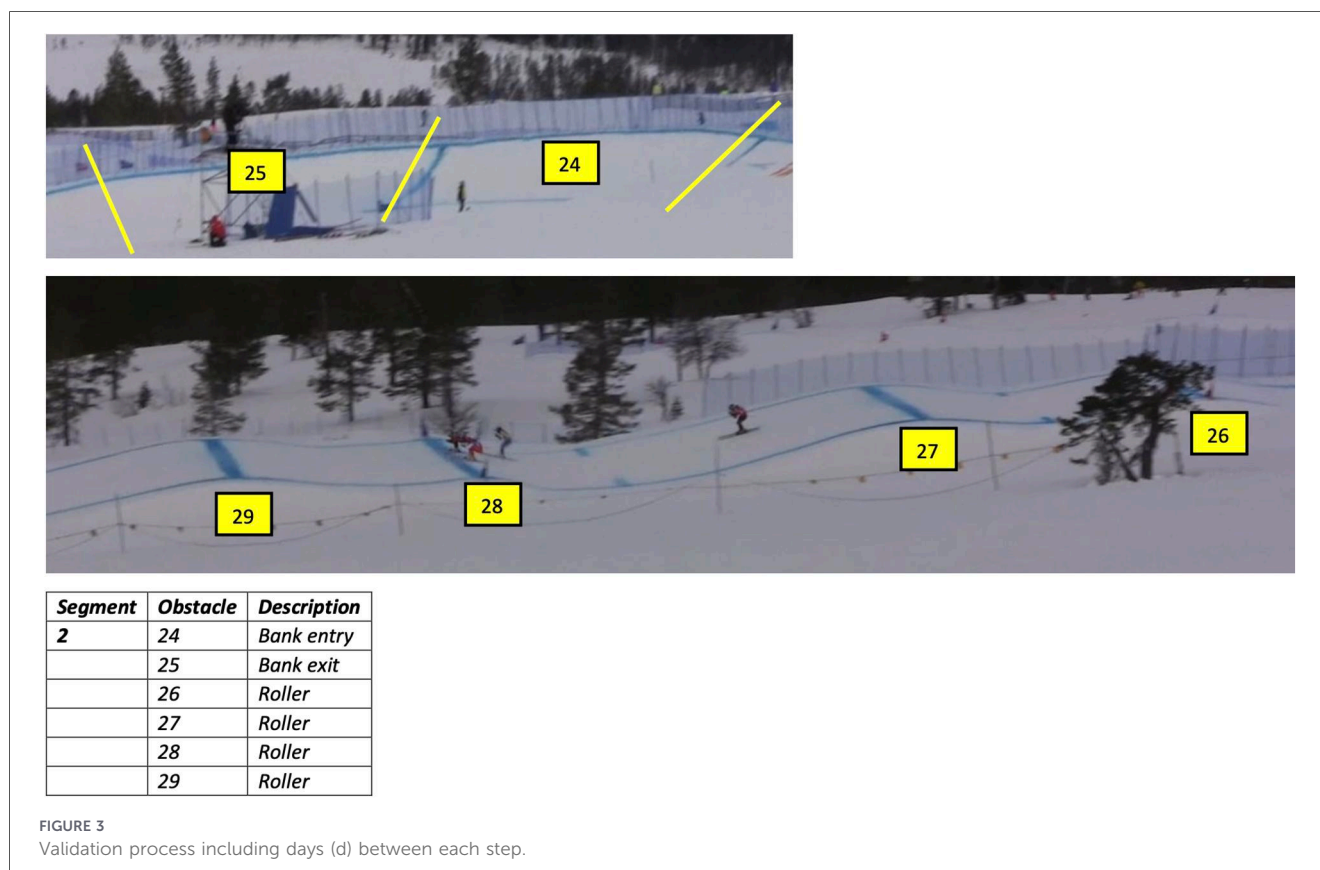 25
24
27
26
29
28
Segment Obstacle Description
2 24 Bank entry
25 Bank exit
26 Roller
27 Roller
28 Roller
29 Roller
FIGURE 3
Validation process including days (d) between each step.